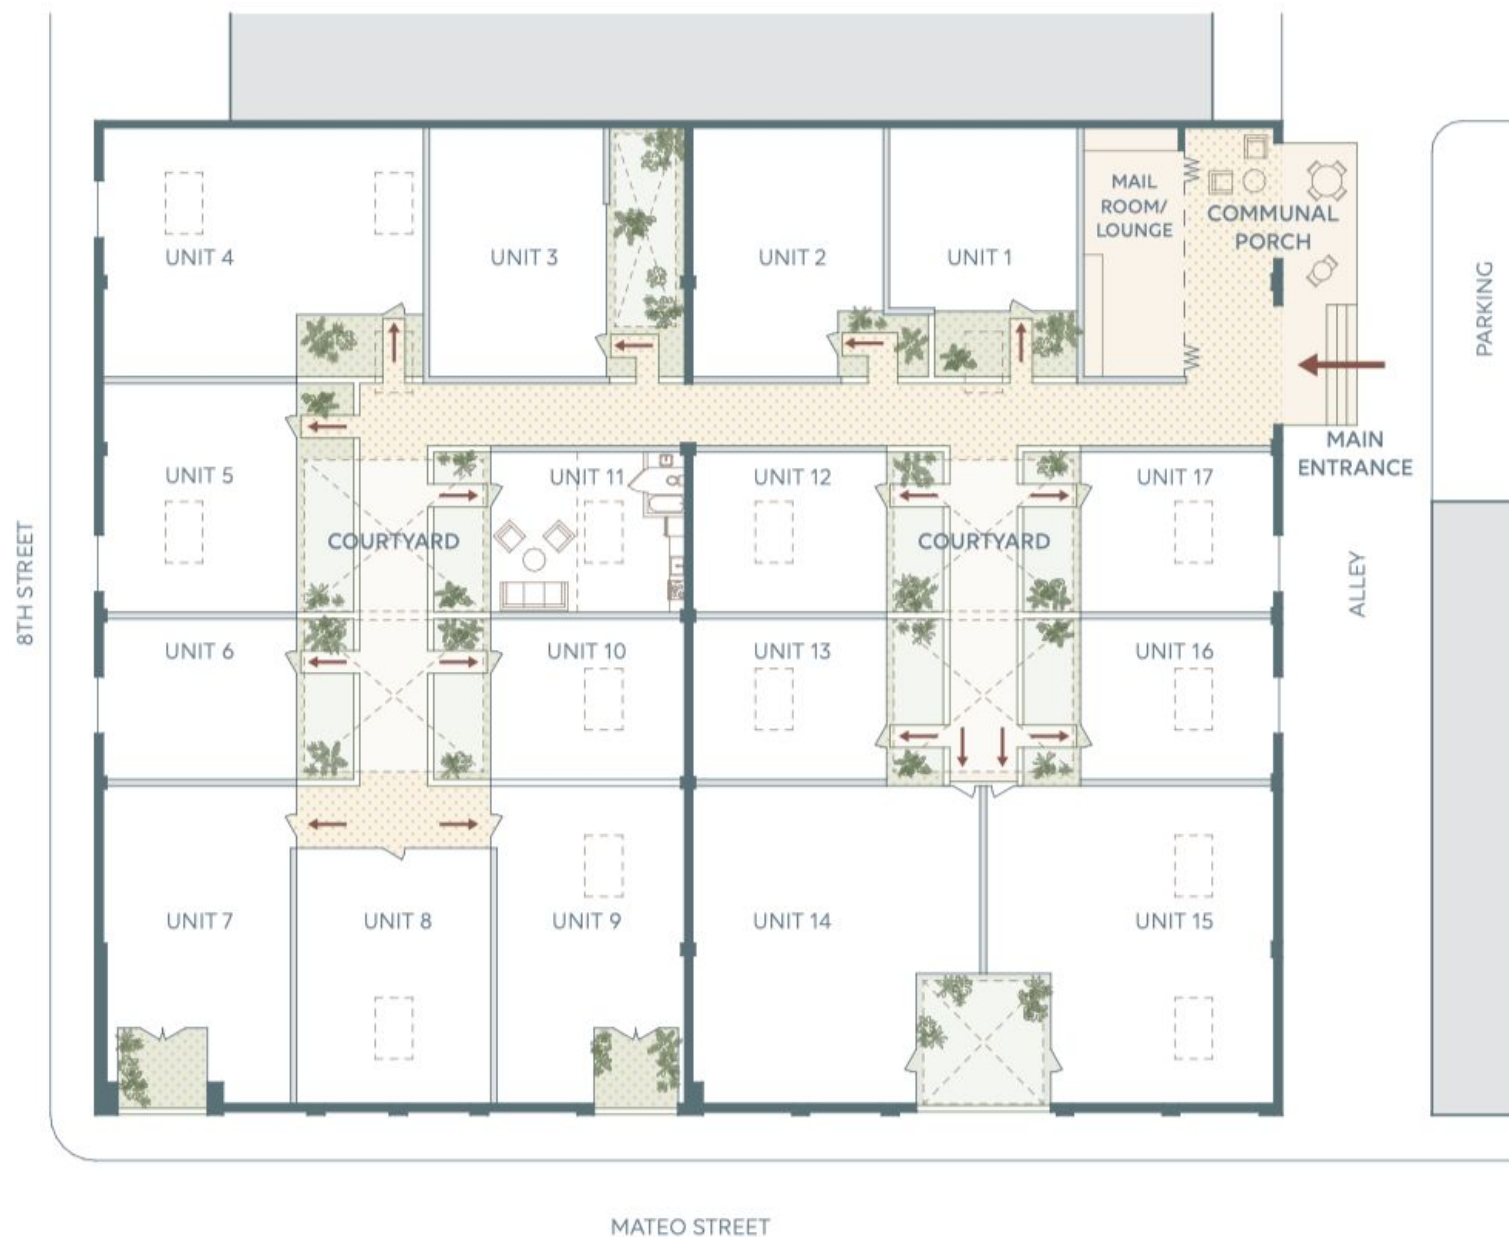 MAIL
ROOM/
LOUNGE
COMMUNAL
PORCH
UNIT 4
UNIT 3
UNIT 2
UNIT 1
PARKING
MAIN
ENTRANCE
UNIT 5
UNIT 11
UNIT 12
UNIT 17
COURTYARD
COURTYARD
8TH STREET
ALLEY
UNIT 6
UNIT 10
UNIT 13
UNIT 16
UNIT 7
UNIT 8
UNIT 9
UNIT 14
UNIT 15
MATEO STREET